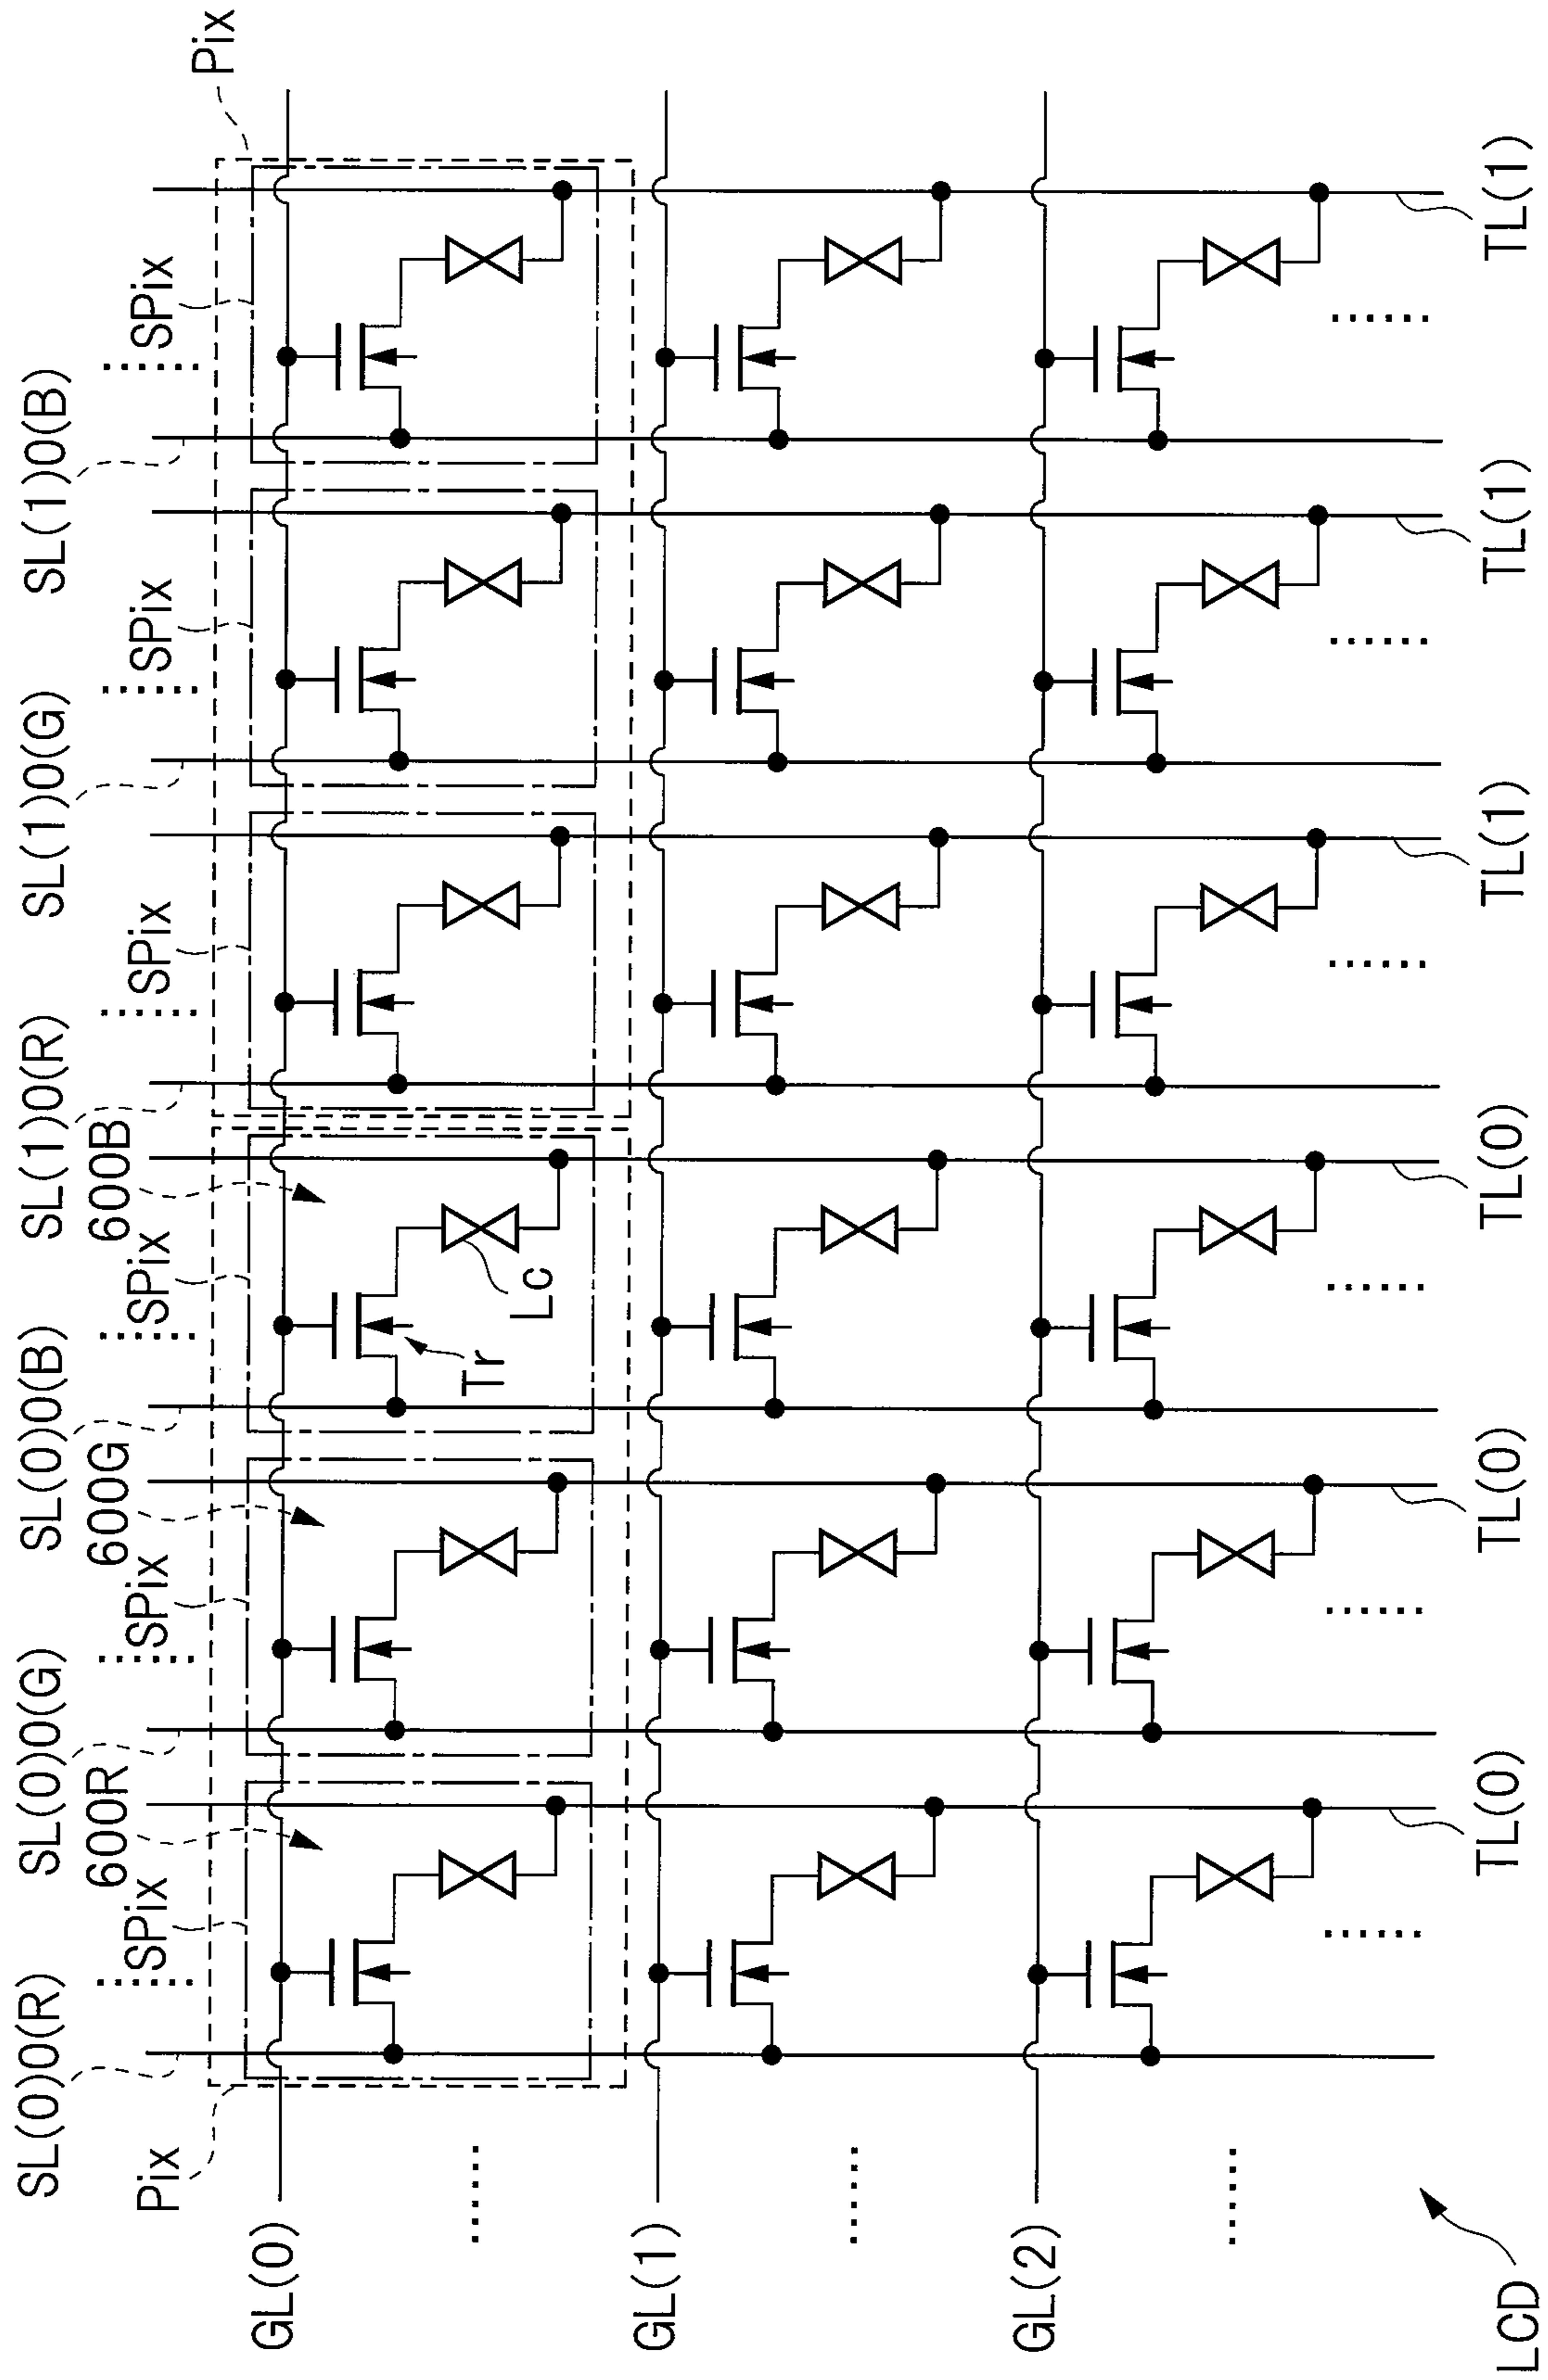 SL(0)0(R)
SL(0)0(G)
SL(0)0(B)
SL(1)0(R)
SL(1)0(G)
SL(1)0(B)
600R
600G
600B
SPix
SPix
SPix
SPix
SPix
SPix
Pix
Pix
GL(0)
Tr
Lc
GL(1)
GL(2)
TL(0)
TL(0)
TL(0)
TL(1)
TL(1)
TL(1)
LCD